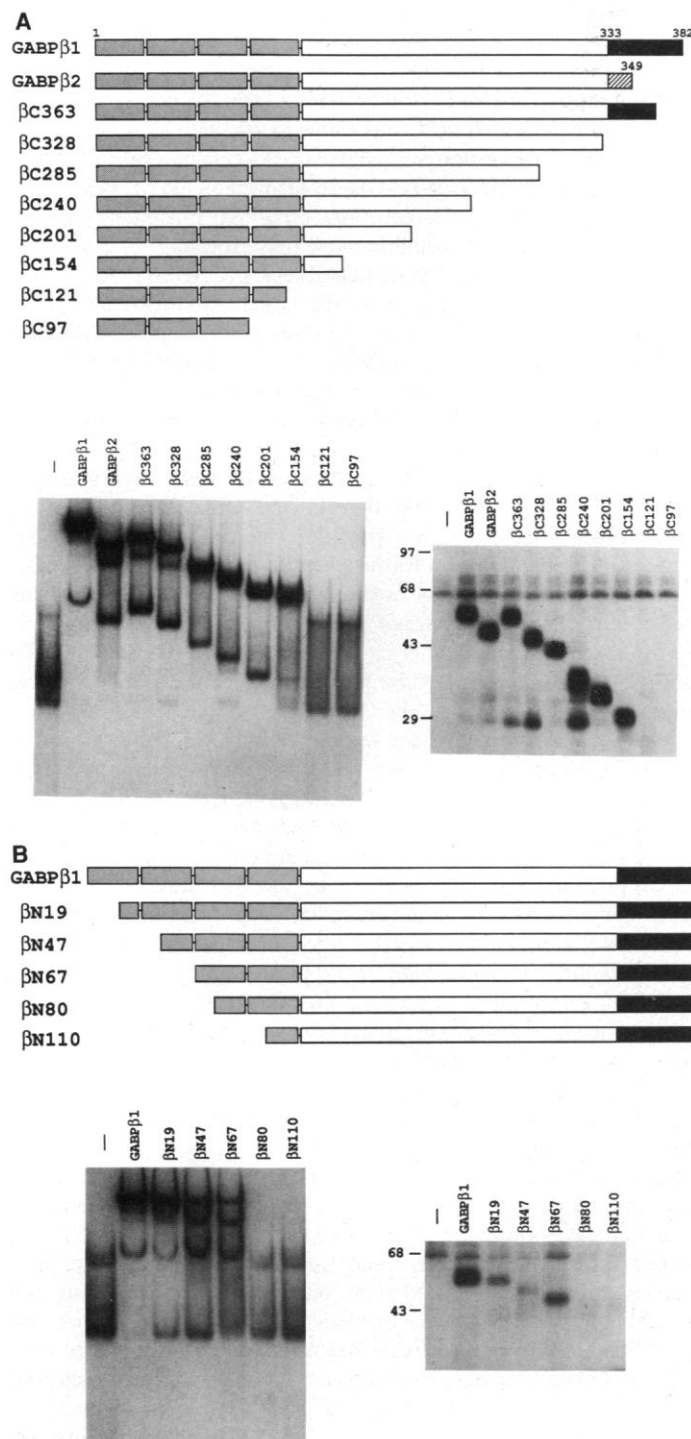 A
1 333 382
GABPβ1
349
GABPβ2
βC363
βC328
βC285
βC240
βC201
βC154
βC121
βC97
— GABPβ1 GABPβ2 βC363 βC328 βC285 βC240 βC201 βC154 βC121 βC97
— GABPβ1 GABPβ2 βC363 βC328 βC285 βC240 βC201 βC154 βC121 βC97
97 —
68 —
43 —
29 —
B
GABPβ1
βN19
βN47
βN67
βN80
βN110
— GABPβ1 βN19 βN47 βN67 βN80 βN110
— GABPβ1 βN19 βN47 βN67 βN80 βN110
68 —
43 —